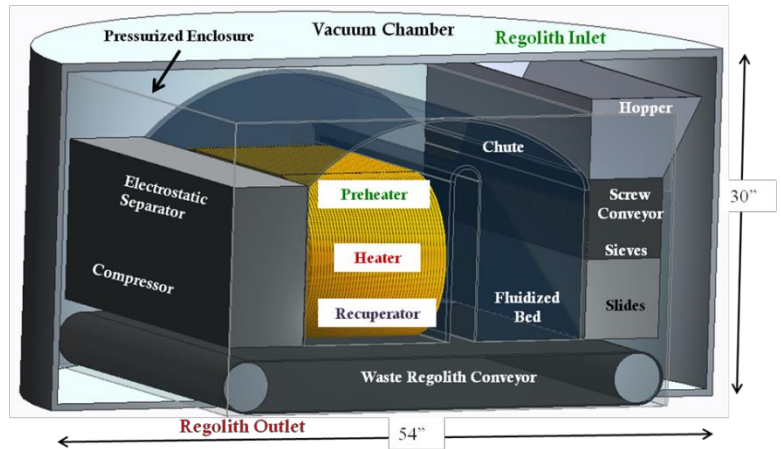 Vacuum Chamber
Pressurized Enclosure
Regolith Inlet
Hopper
Chute
Electrostatic
Separator
Preheater
Screw
Conveyor
30”
Heater
Sieves
Compressor
Recuperator
Fluidized
Bed
Slides
Waste Regolith Conveyor
Regolith Outlet
54”